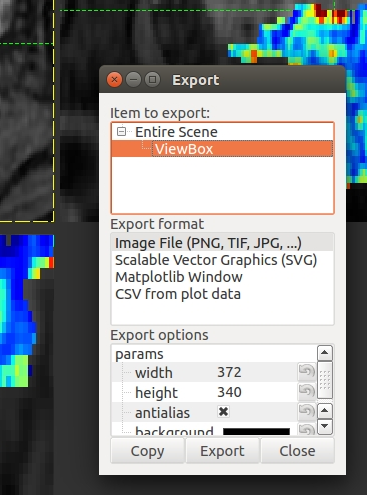 Export
Item to export:
Entire Scene
ViewBox
Export format
Image File (PNG, TIF, JPG, ...)
Scalable Vector Graphics (SVG)
Matplotlib Window
CSV from plot data
Export options
params
width 372
height 340
antialias
background
Copy Export Close